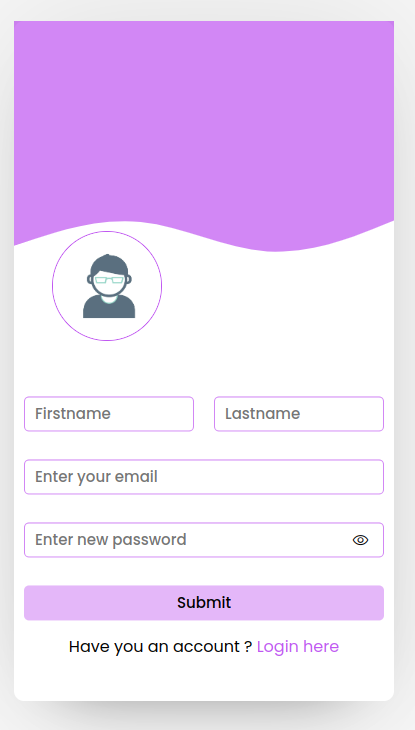 Firstname
Lastname
Enter your email
Enter new password
Submit
Have you an account ? Login here